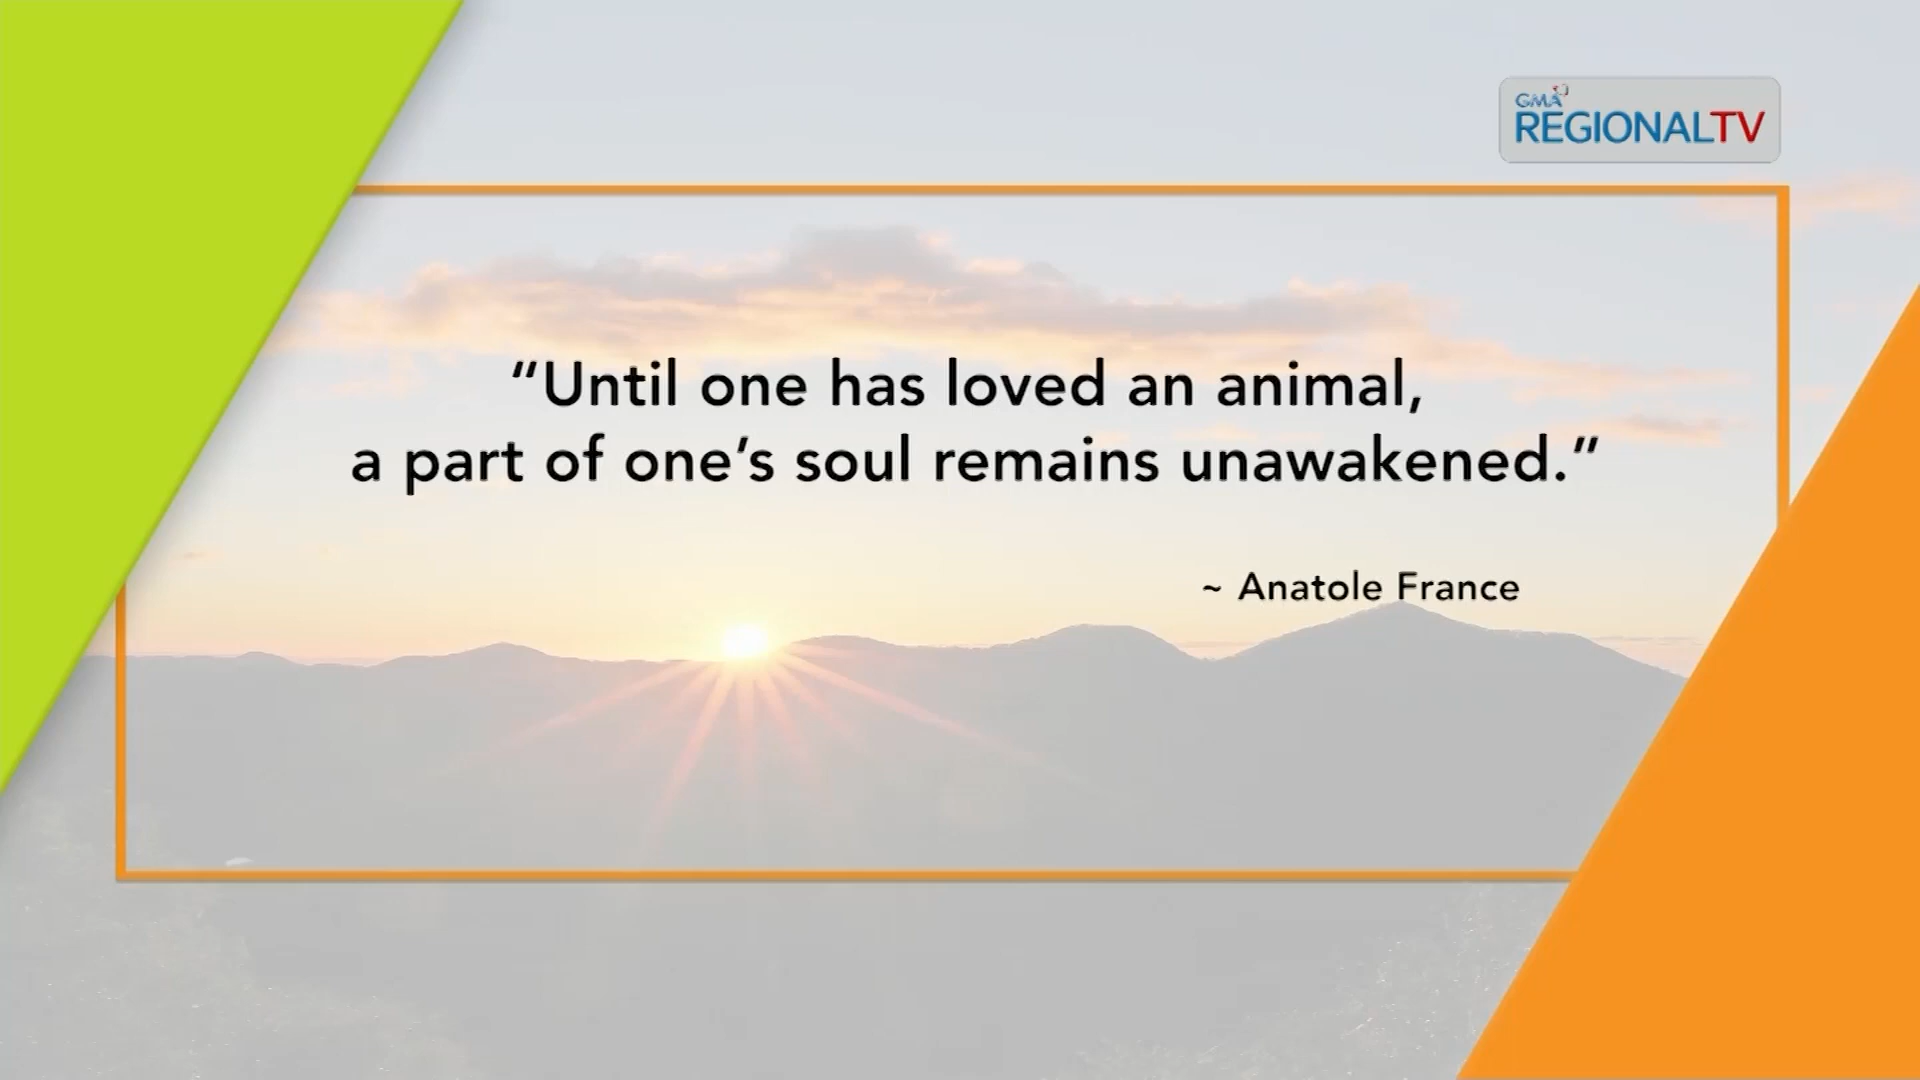 GMA
REGIONALTV
“Until one has loved an animal,
a part of one’s soul remains unawakened.”
~ Anatole France